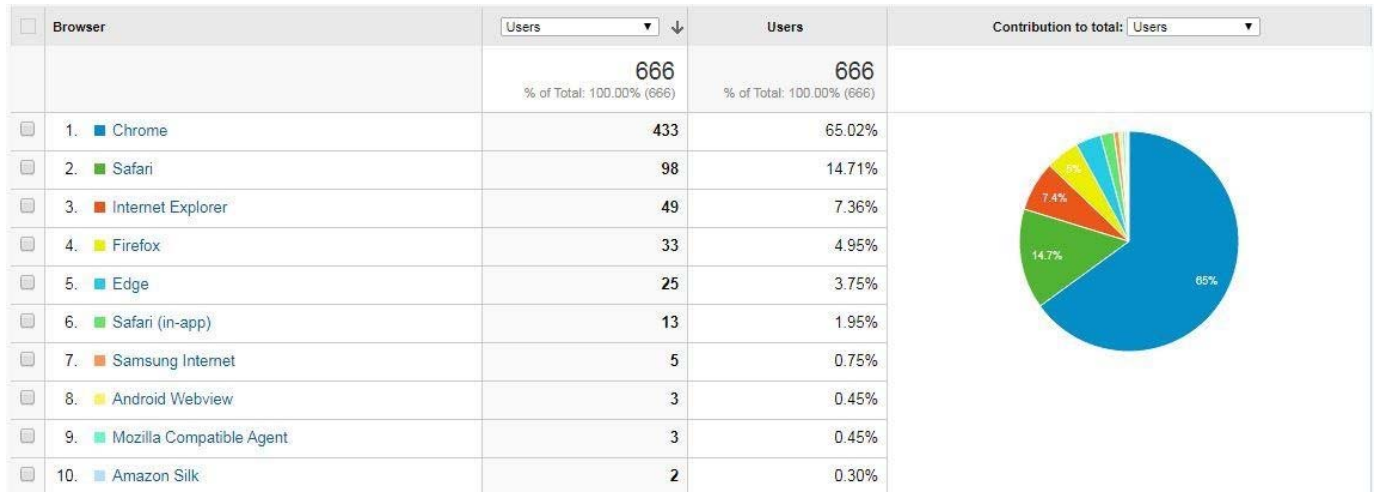 Browser Users Users Contribution to total: Users
666 666
% of Total: 100.00% (666) % of Total: 100.00% (666)
1. Chrome 433 65.02%
2. Safari 98 14.71%
3. Internet Explorer 49 7.36%
4. Firefox 33 4.95%
5. Edge 25 3.75%
6. Safari (in-app) 13 1.95%
7. Samsung Internet 5 0.75%
8. Android Webview 3 0.45%
9. Mozilla Compatible Agent 3 0.45%
10. Amazon Silk 2 0.30%
5%
7.4%
14.7%
65%